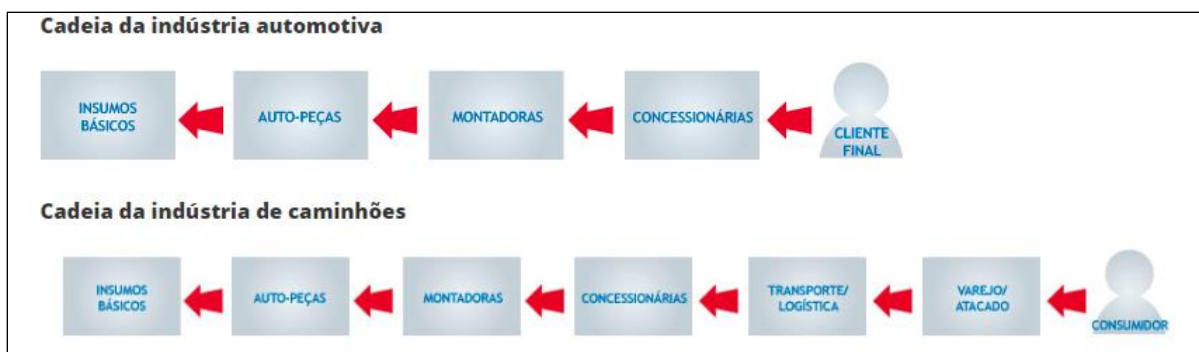 Cadeia da indústria automotiva
INSUMOS
BÁSICOS
AUTO-PEÇAS
MONTADORAS
CONCESSIONÁRIAS
CLIENTE
FINAL
Cadeia da indústria de caminhões
INSUMOS
BÁSICOS
AUTO-PEÇAS
MONTADORAS
CONCESSIONÁRIAS
TRANSPORTE/
LOGÍSTICA
VAREJO/
ATACADO
CONSUMIDOR